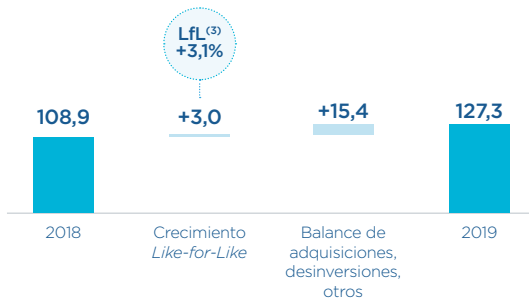 LfL(3)
+3,1%
108,9
+3,0
+15,4
127,3
2018
Crecimiento
Like-for-Like
Balance de
adquisiciones,
desinversiones,
otros
2019